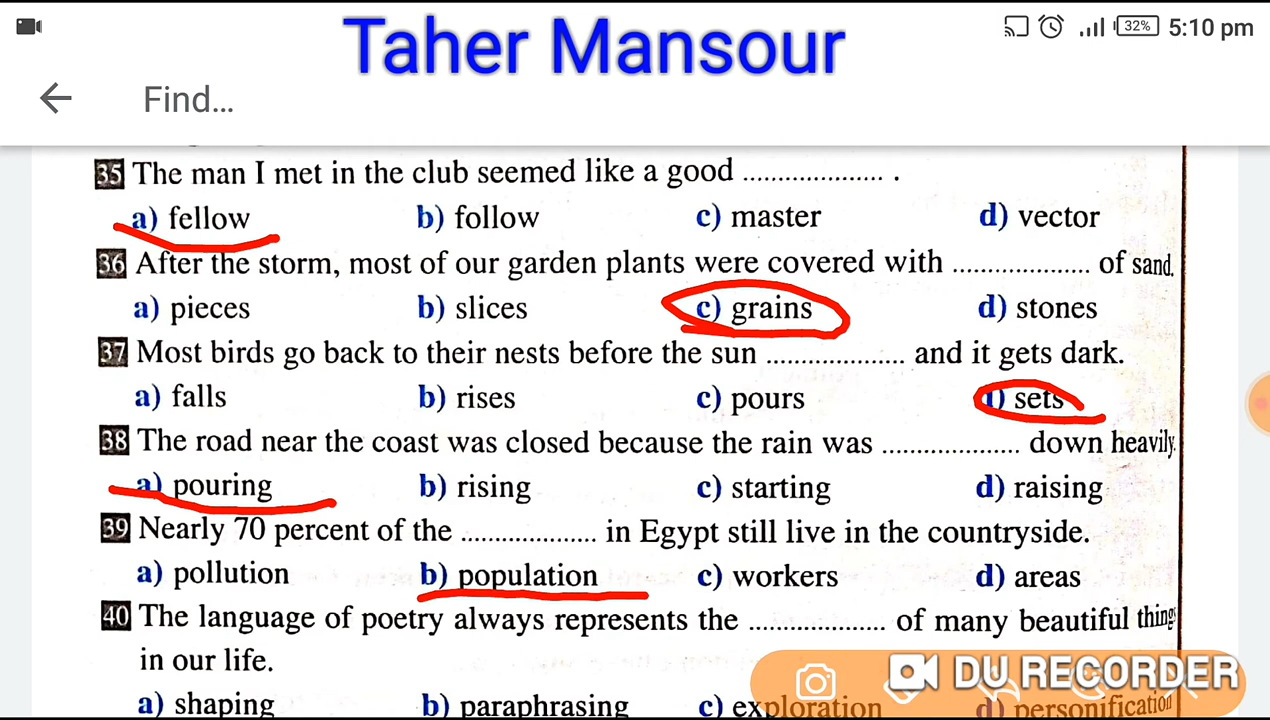 Taher Mansour
32% 5:10 pm
Find...
35 The man I met in the club seemed like a good .................... .
a) fellow b) follow c) master d) vector
36 After the storm, most of our garden plants were covered with .................... of sand.
a) pieces b) slices c) grains d) stones
37 Most birds go back to their nests before the sun .................... and it gets dark.
a) falls b) rises c) pours d) sets
38 The road near the coast was closed because the rain was .................... down heavily.
a) pouring b) rising c) starting d) raising
39 Nearly 70 percent of the .................... in Egypt still live in the countryside.
a) pollution b) population c) workers d) areas
40 The language of poetry always represents the .................... of many beautiful things
in our life.
a) shaping b) paraphrasing c) exploration d) personification
DU RECORDER